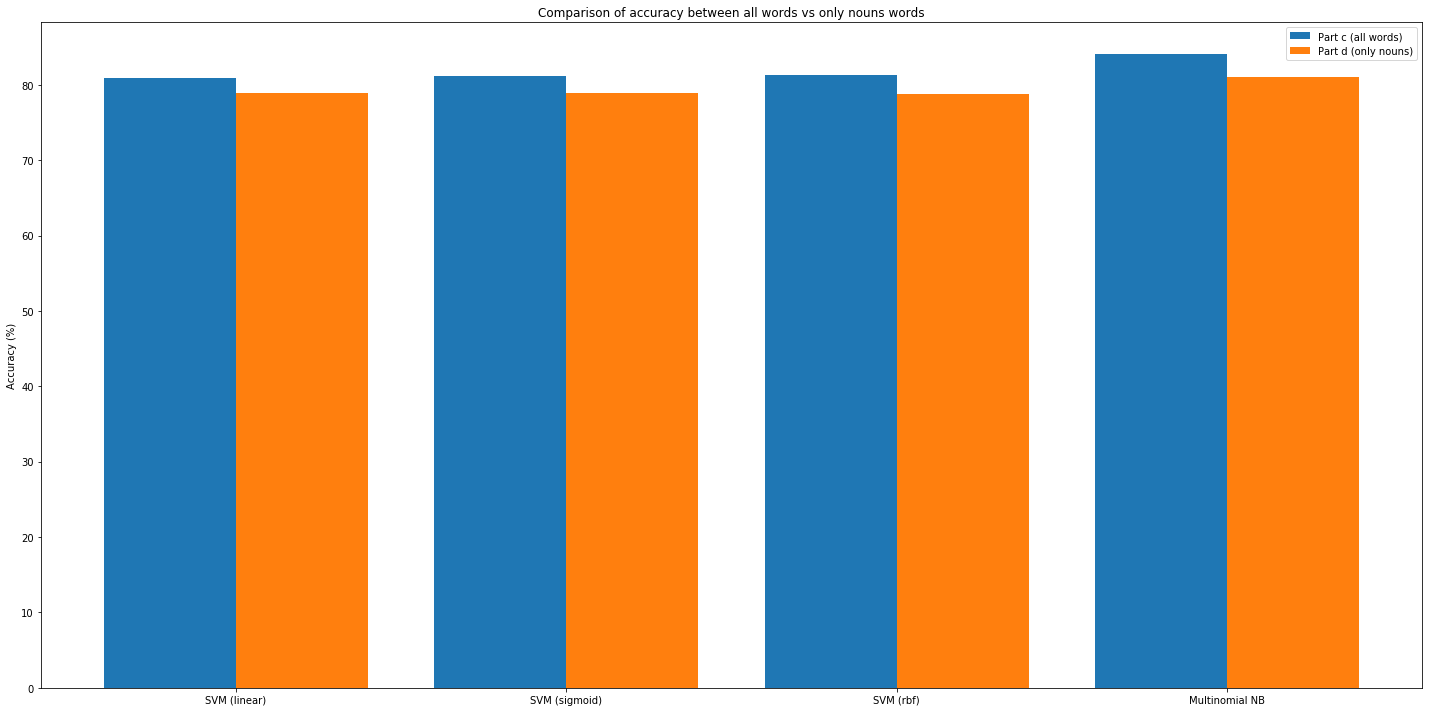 Comparison of accuracy between all words vs only nouns words
Part c (all words)
Part d (only nouns)
Accuracy (%)
80
70
60
50
40
30
20
10
0
SVM (linear)
SVM (sigmoid)
SVM (rbf)
Multinomial NB